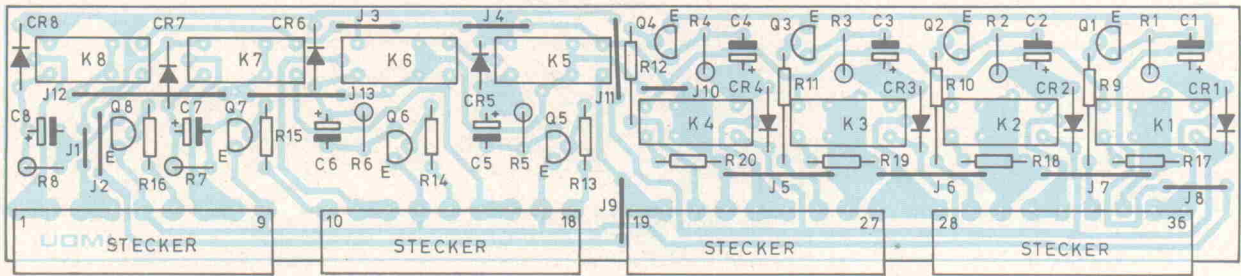 CR8 CR7 CR6 J3 J4 Q4 E R4 C4 Q3 E R3 C3 Q2 E R2 C2 Q1 E R1 C1
K8 K7 K6 K5 R12 + R11 + R10 + R9 +
J12 J13 CR5 J11 J10 CR4 CR3 CR2 CR1
C8 + Q8 + C7 Q7 R15 + C6 R6 Q6 E R14 + C5 R5 Q5 E R13 K4 K3 K2 K1
R8 J1 J2 E R16 R7 E R20 R19 R18 R17
J9 J5 J6 J7 J8
1 9 10 18 19 27 28 36
STECKER STECKER STECKER STECKER